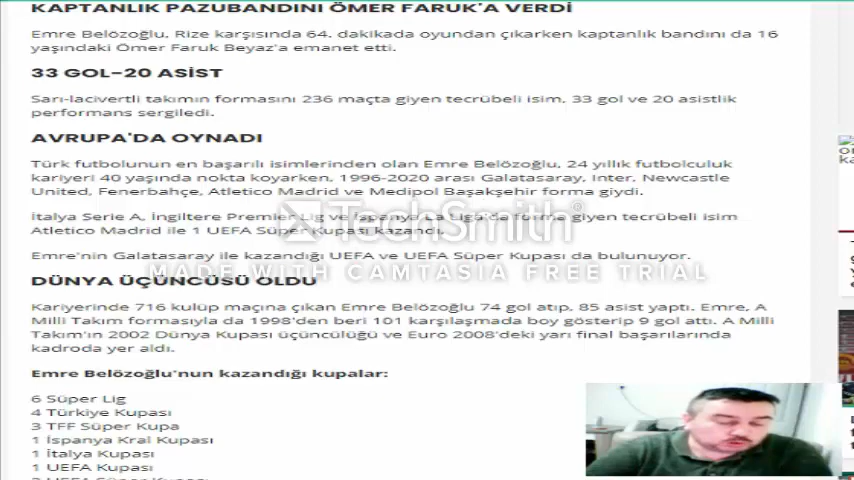 KAPTANLIK PAZUBANDINI ÖMER FARUK'A VERDİ
Emre Belözoğlu, Rize karşısında 64. dakikada oyundan çıkarken kaptanlık bandını da 16
yaşındaki Ömer Faruk Beyaz'a emanet etti.
33 GOL-20 ASİST
Sarı-lacivertli takımın formasını 236 maçta giyen tecrübeli isim, 33 gol ve 20 asistlik
performans sergiledi.
AVRUPA'DA OYNADI
Türk futbolunun en başarılı isimlerinden olan Emre Belözoğlu, 24 yıllık futbolculuk
kariyeri 40 yaşında nokta koyarken, 1996-2020 arası Galatasaray, Inter, Newcastle
United, Fenerbahçe, Atletico Madrid ve Medipol Başakşehir forma giydi.
İtalya Serie A, İngiltere Premier Lig ve İspanya La Liga'da forma giyen tecrübeli isim
Atletico Madrid ile 1 UEFA Süper Kupası kazandı.
TechSmith®
Emre'nin Galatasaray ile kazandığı UEFA ve UEFA Süper Kupası da bulunuyor.
MADE WITH CAMTASIA FREE TRIAL
DÜNYA ÜÇÜNCÜSÜ OLDU
Kariyerinde 716 kulüp maçına çıkan Emre Belözoğlu 74 gol atıp, 85 asist yaptı. Emre, A
Milli Takım formasıyla da 1998'den beri 101 karşılaşmada boy gösterip 9 gol attı. A Milli
Takım'ın 2002 Dünya Kupası üçüncülüğü ve Euro 2008'deki yarı final başarılarında
kadroda yer aldı.
Emre Belözoğlu'nun kazandığı kupalar:
6 Süper Lig
4 Türkiye Kupası
3 TFF Süper Kupa
1 İspanya Kral Kupası
1 İtalya Kupası
1 UEFA Kupası